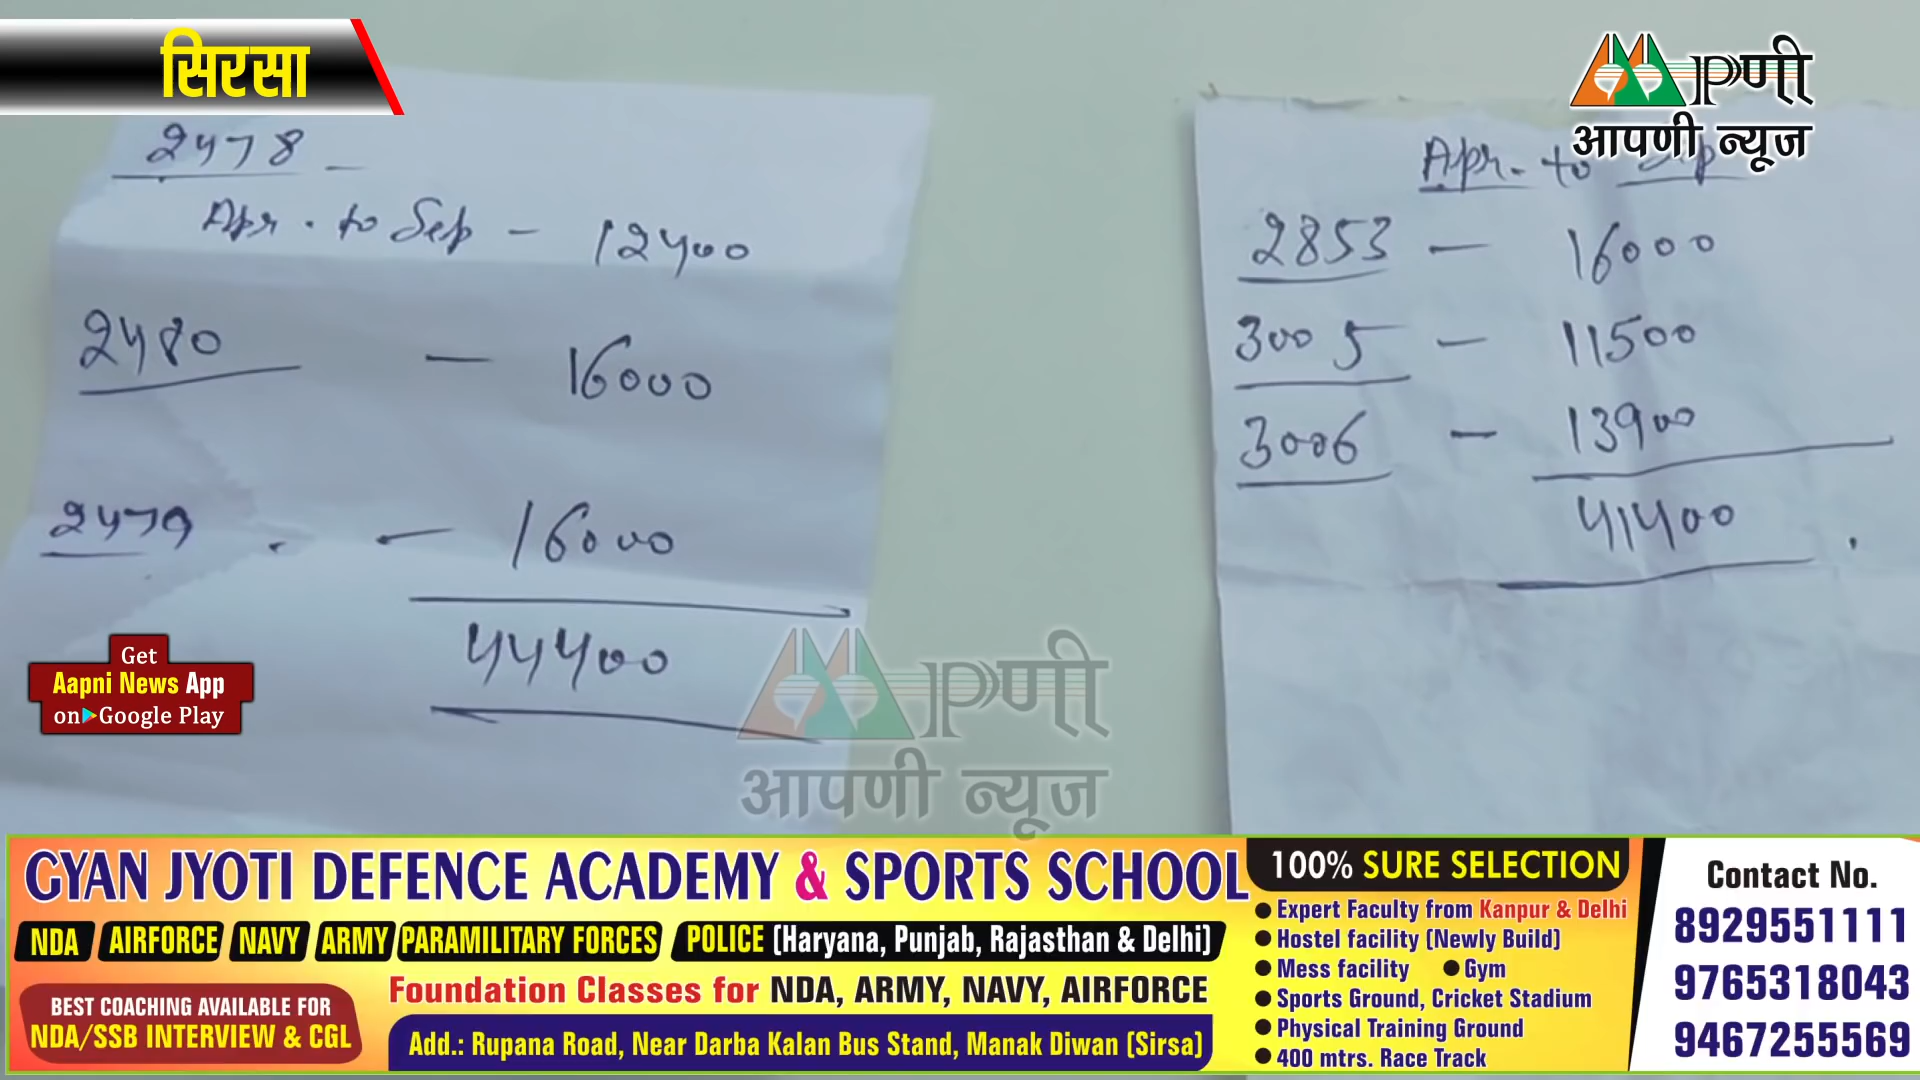 सिरसा
2478 -
Apr. to Sep - 12400
2480 - 16000
2479. - 16000
44400
Apr. to Sep
2853 - 16000
3005 - 11500
3006 - 13900
41400.
Apणी
आपणी न्यूज
Get
Aapni News App
on Google Play
Apणी
आपणी न्यूज
GYAN JYOTI DEFENCE ACADEMY & SPORTS SCHOOL
NDA AIRFORCE NAVY ARMY PARAMILITARY FORCES POLICE (Haryana, Punjab, Rajasthan & Delhi)
BEST COACHING AVAILABLE FOR
NDA/SSB INTERVIEW & CGL
Foundation Classes for NDA, ARMY, NAVY, AIRFORCE
Add.: Rupana Road, Near Darba Kalan Bus Stand, Manak Diwan (Sirsa)
100% SURE SELECTION
● Expert Faculty from Kanpur & Delhi
● Hostel facility (Newly Build)
● Mess facility ● Gym
● Sports Ground, Cricket Stadium
● Physical Training Ground
● 400 mtrs. Race Track
Contact No.
8929551111
9765318043
9467255569